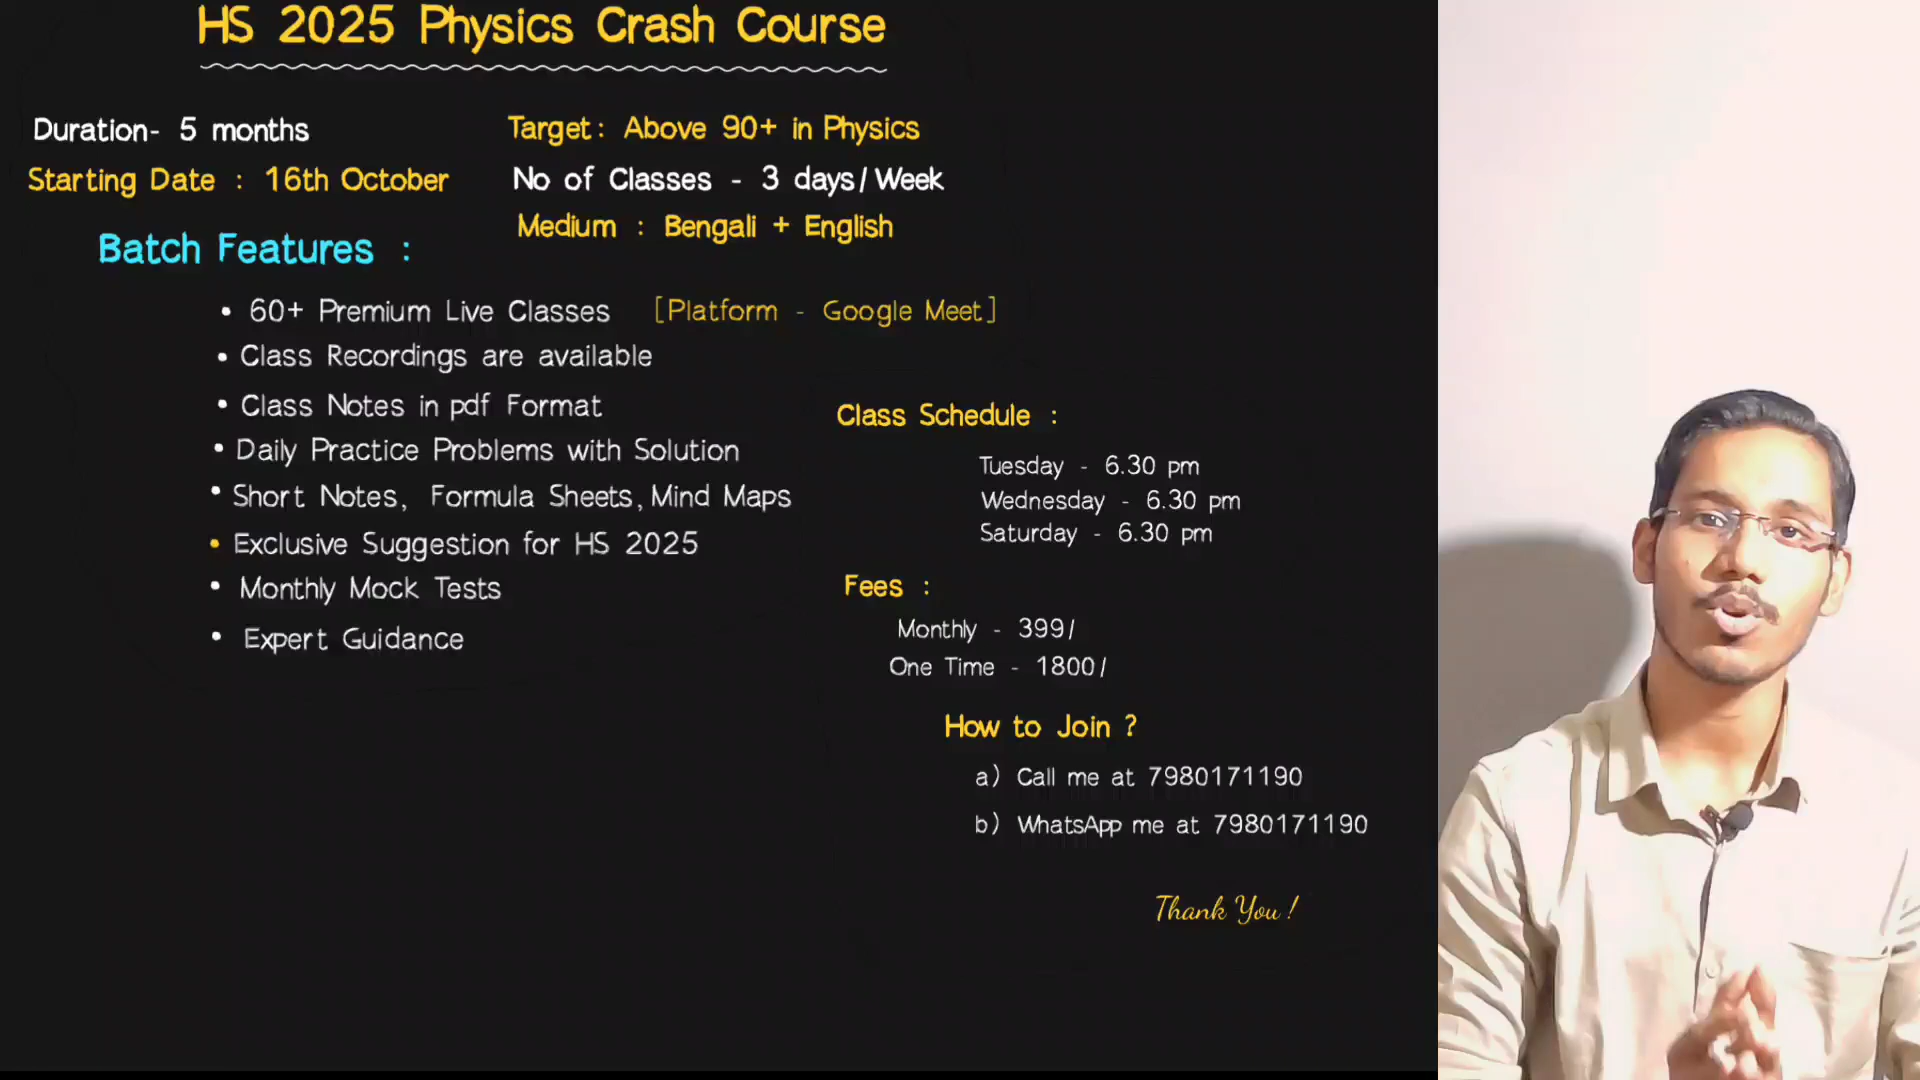 HS 2025 Physics Crash Course
Duration- 5 months
Starting Date : 16th October
Target: Above 90+ in Physics
No of Classes - 3 days/Week
Medium : Bengali + English
Batch Features :
• 60+ Premium Live Classes [Platform - Google Meet]
• Class Recordings are available
• Class Notes in pdf Format
• Daily Practice Problems with Solution
• Short Notes, Formula Sheets, Mind Maps
• Exclusive Suggestion for HS 2025
• Monthly Mock Tests
• Expert Guidance
Class Schedule :
Tuesday - 6.30 pm
Wednesday - 6.30 pm
Saturday - 6.30 pm
Fees :
Monthly - 399/
One Time - 1800/
How to Join ?
a) Call me at 7980171190
b) WhatsApp me at 7980171190
Thank You !